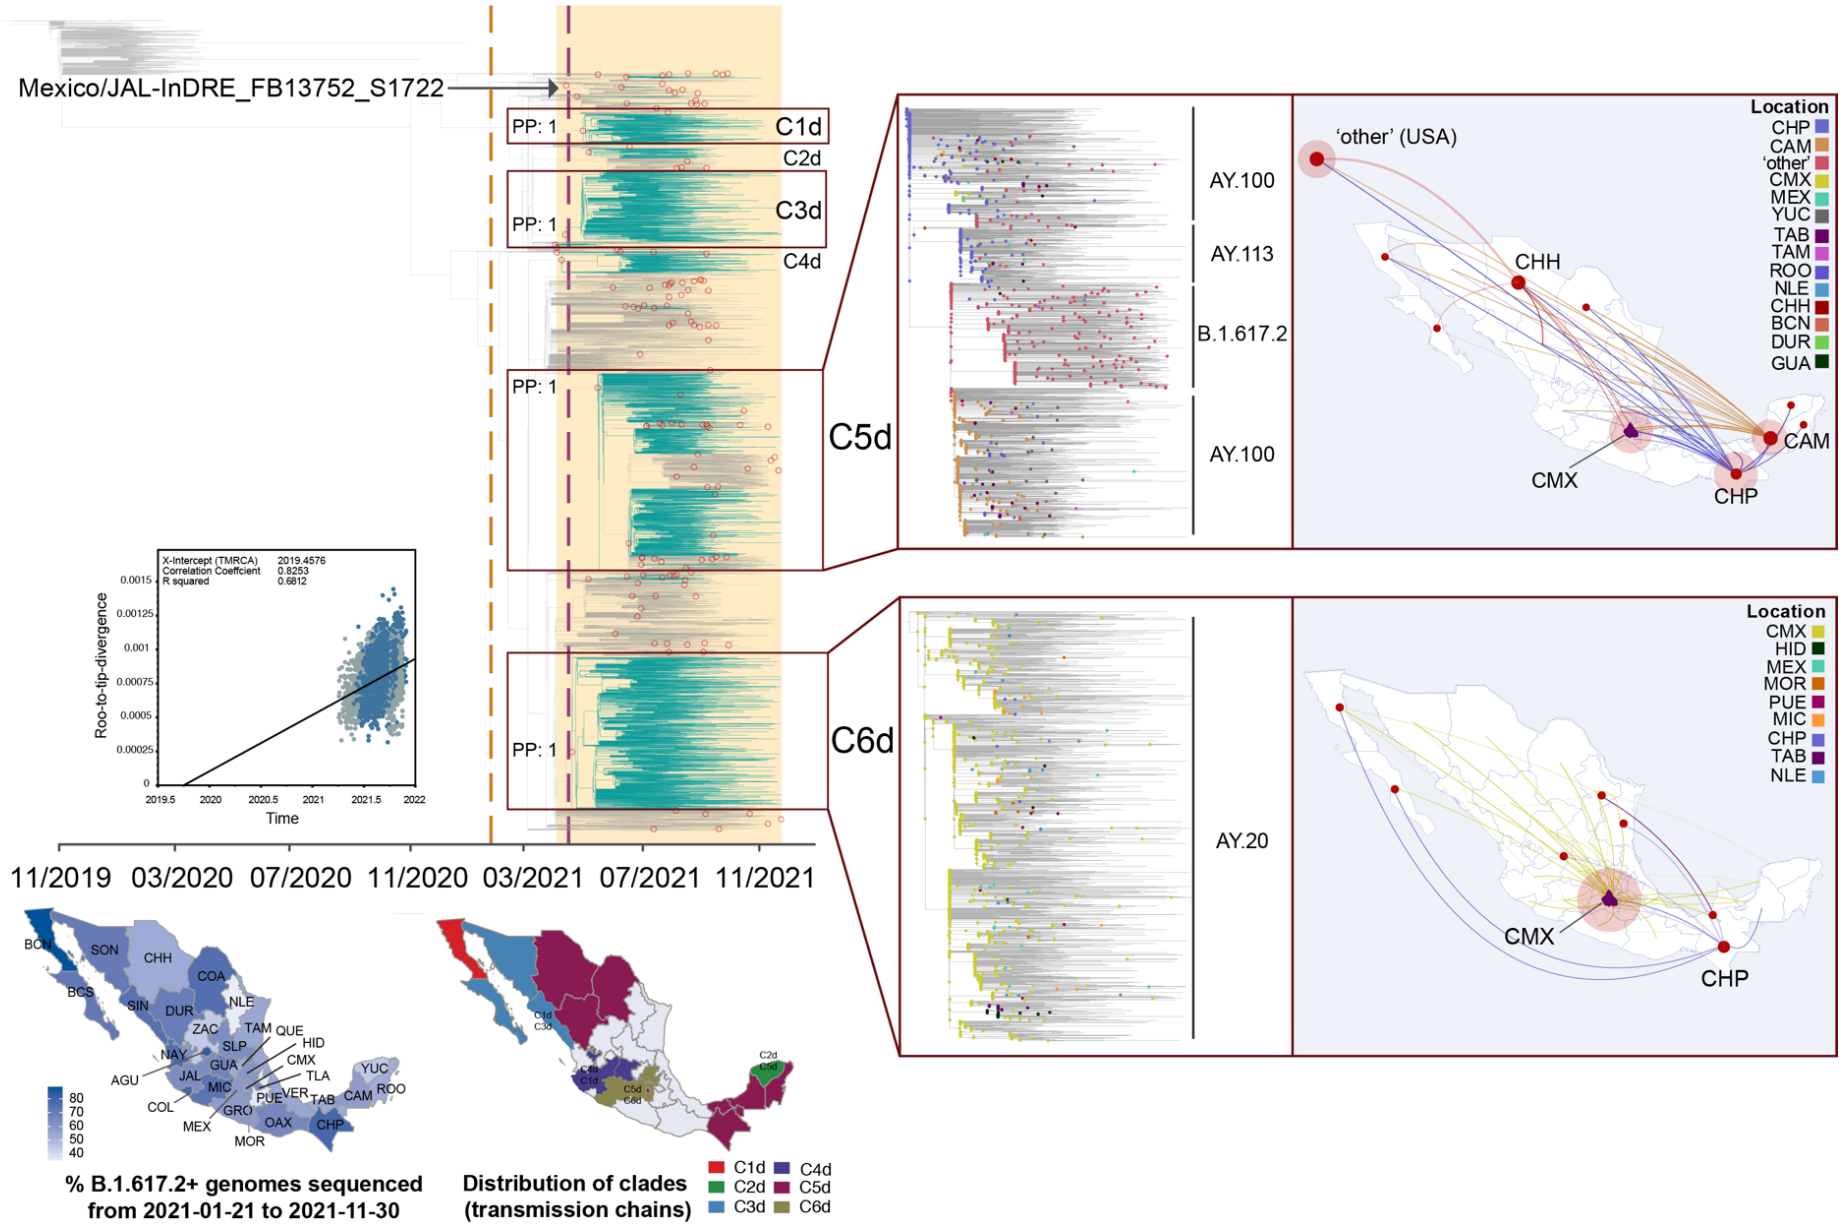 Mexico/JAL-InDRE_FB13752_S1722
PP: 1
C1d
C2d
PP: 1
C3d
C4d
PP: 1
C5d
PP: 1
C6d
X-Intercept (TMRCA) 2019.4576
Correlation Coeffcient 0.8253
R squared 0.6812
Roo-to-tip-divergence
0.0015
0.00125
0.001
0.00075
0.0005
0.00025
0
2019.5 2020 2020.5 2021 2021.5 2022
Time
11/2019 03/2020 07/2020 11/2020 03/2021 07/2021 11/2021
AY.100
AY.113
B.1.617.2
AY.100
'other' (USA)
CHH
CMX
CAM
CHP
Location
CHP
CAM
'other'
CMX
MEX
YUC
TAB
TAM
ROO
NLE
CHH
BCN
DUR
GUA
AY.20
CMX
CHP
Location
CMX
HID
MEX
MOR
PUE
MIC
CHP
TAB
NLE
BCN
SON
CHH
COA
BCS
SIN
DUR
NLE
ZAC
TAM
QUE
HID
NAY
SLP
CMX
AGU
GUA
TLA
JAL
MIC
COL
PUE
VER
TAB
CAM
YUC
ROO
GRO
MEX
MOR
OAX
CHP
80
70
60
50
40
% B.1.617.2+ genomes sequenced
from 2021-01-21 to 2021-11-30
C1d
C3d
C4d
C1d
C5d
C6d
C2d
C5d
Distribution of clades
(transmission chains)
C1d C4d
C2d C5d
C3d C6d